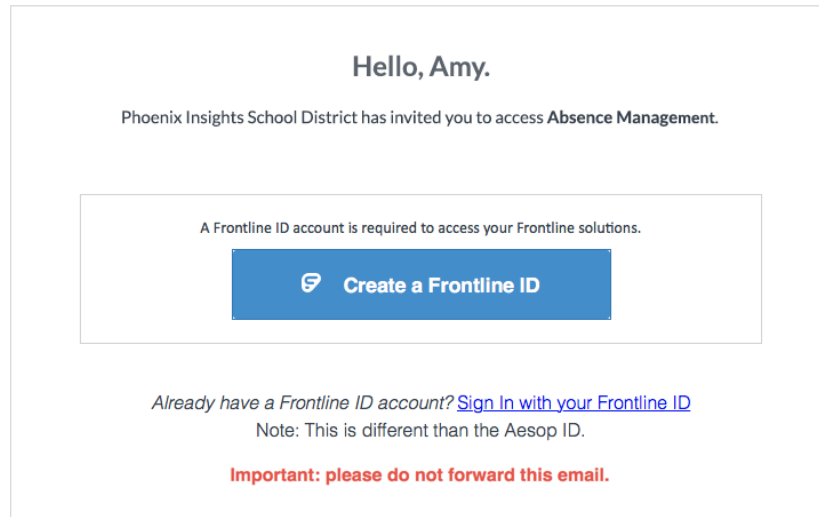 Hello, Amy.
Phoenix Insights School District has invited you to access Absence Management.
A Frontline ID account is required to access your Frontline solutions.
Create a Frontline ID
Already have a Frontline ID account? Sign In with your Frontline ID
Note: This is different than the Aesop ID.
Important: please do not forward this email.